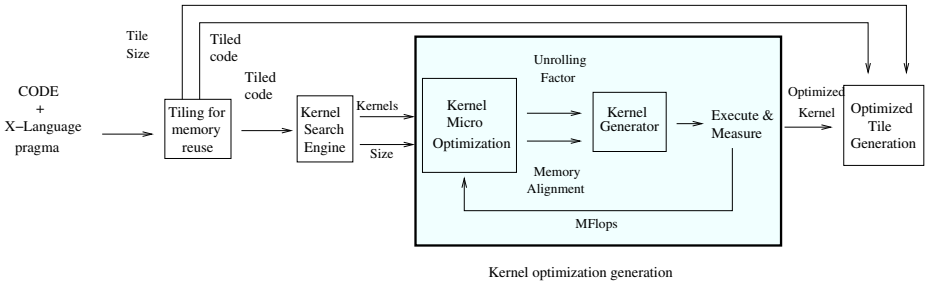 CODE
+
X–Language
pragma
Tile
Size
Tiled
code
Tiling for
memory
reuse
Tiled
code
Kernel
Search
Engine
Kernels
Size
Kernel
Micro
Optimization
Unrolling
Factor
Memory
Alignment
Kernel
Generator
Execute &
Measure
MFlops
Optimized
Kernel
Optimized
Tile
Generation
Kernel optimization generation